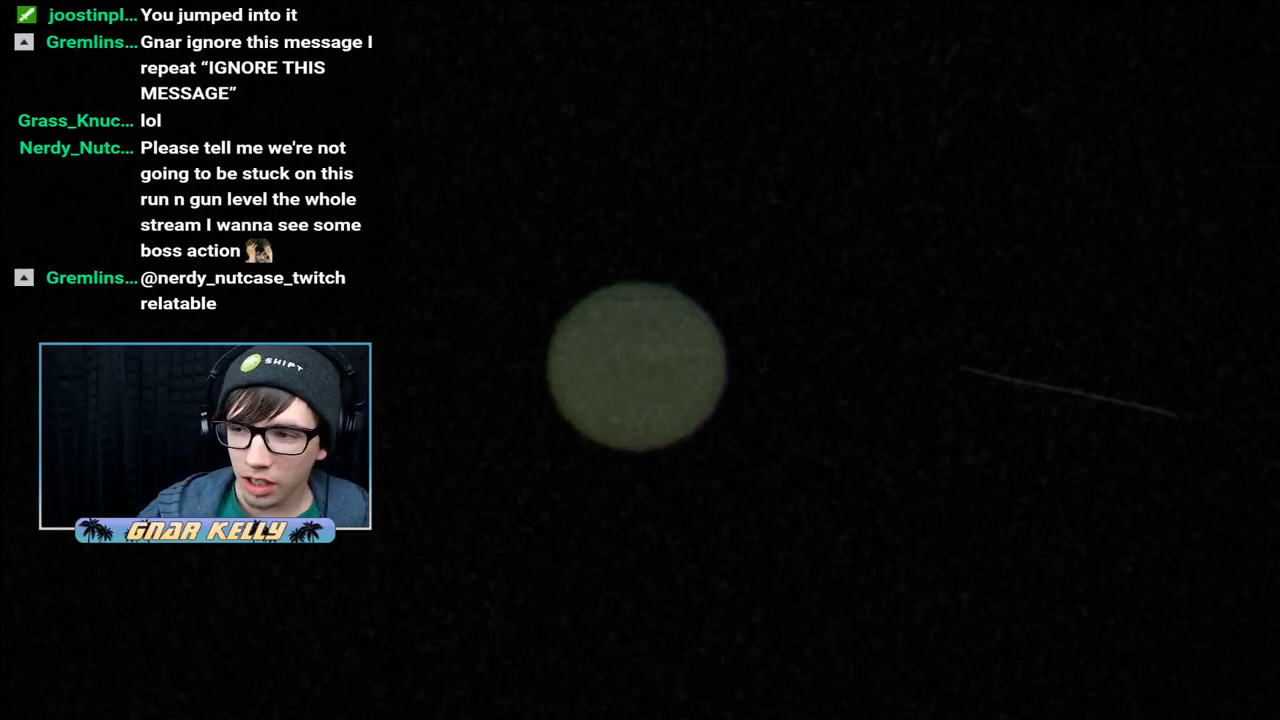 joostinpl... You jumped into it
Gremlins... Gnar ignore this message I
repeat “IGNORE THIS
MESSAGE”
Grass_Knuc... lol
Nerdy_Nutc... Please tell me we're not
going to be stuck on this
run n gun level the whole
stream I wanna see some
boss action
Gremlins... @nerdy_nutcase_twitch
relatable
SHIFT
GNAR KELLY